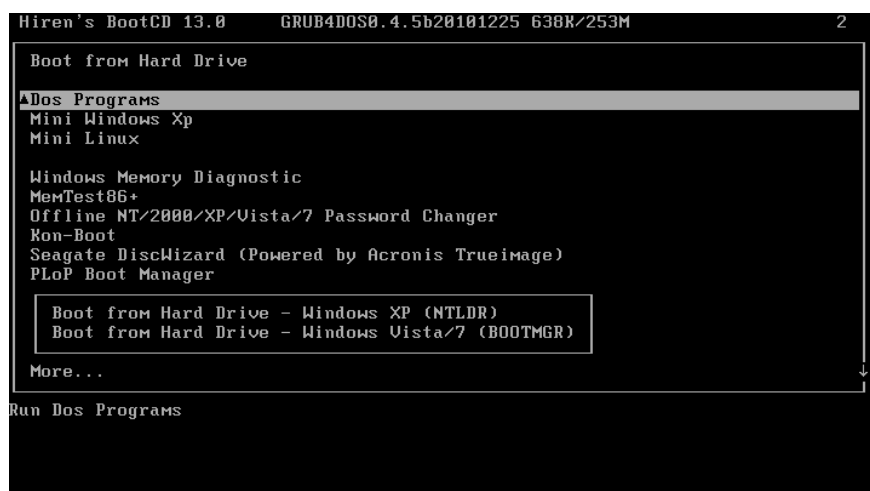 Hiren's BootCD 13.0 GRUB4DOS0.4.5b20101225 638K/253M 2
Boot from Hard Drive
Dos Programs
Mini Windows Xp
Mini Linux
Windows Memory Diagnostic
MemTest86+
Offline NT/2000/XP/Vista/7 Password Changer
Kon-Boot
Seagate DiscWizard (Powered by Acronis Trueimage)
PLoP Boot Manager
Boot from Hard Drive - Windows XP (NTLDR)
Boot from Hard Drive - Windows Vista/7 (BOOTMGR)
More...
Run Dos Programs